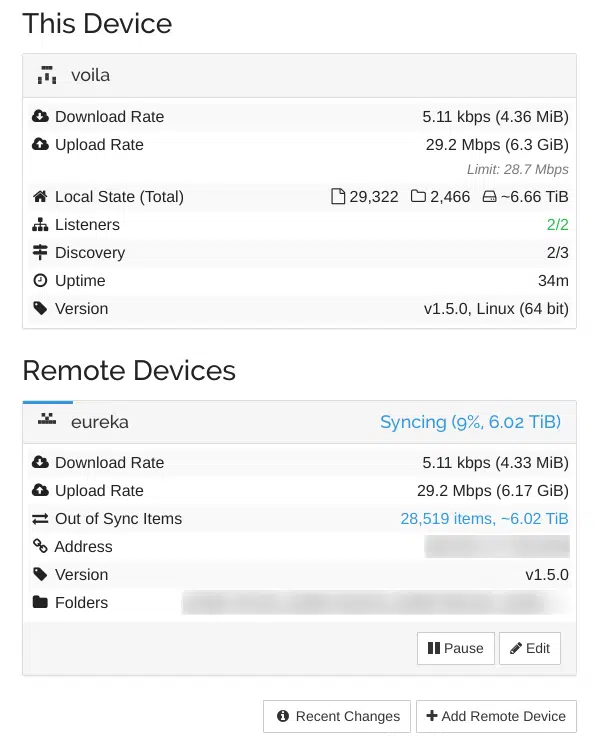 This Device
voila
Download Rate 5.11 kbps (4.36 MiB)
Upload Rate 29.2 Mbps (6.3 GiB)
Limit: 28.7 Mbps
Local State (Total) 29,322 2,466 ~6.66 TiB
Listeners 2/2
Discovery 2/3
Uptime 34m
Version v1.5.0, Linux (64 bit)
Remote Devices
eureka Syncing (9%, 6.02 TiB)
Download Rate 5.11 kbps (4.33 MiB)
Upload Rate 29.2 Mbps (6.17 GiB)
Out of Sync Items 28,519 items, ~6.02 TiB
Address
Version v1.5.0
Folders
Pause Edit
Recent Changes Add Remote Device